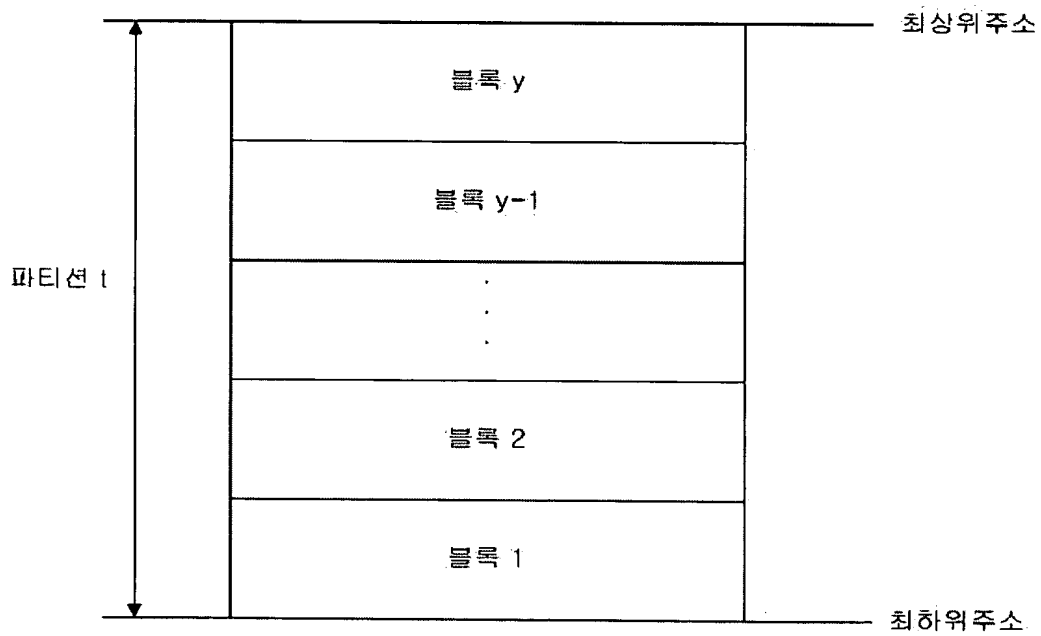 최상위주소
블록 y
블록 y-1
파티션 t
.
.
.
블록 2
블록 1
최하위주소